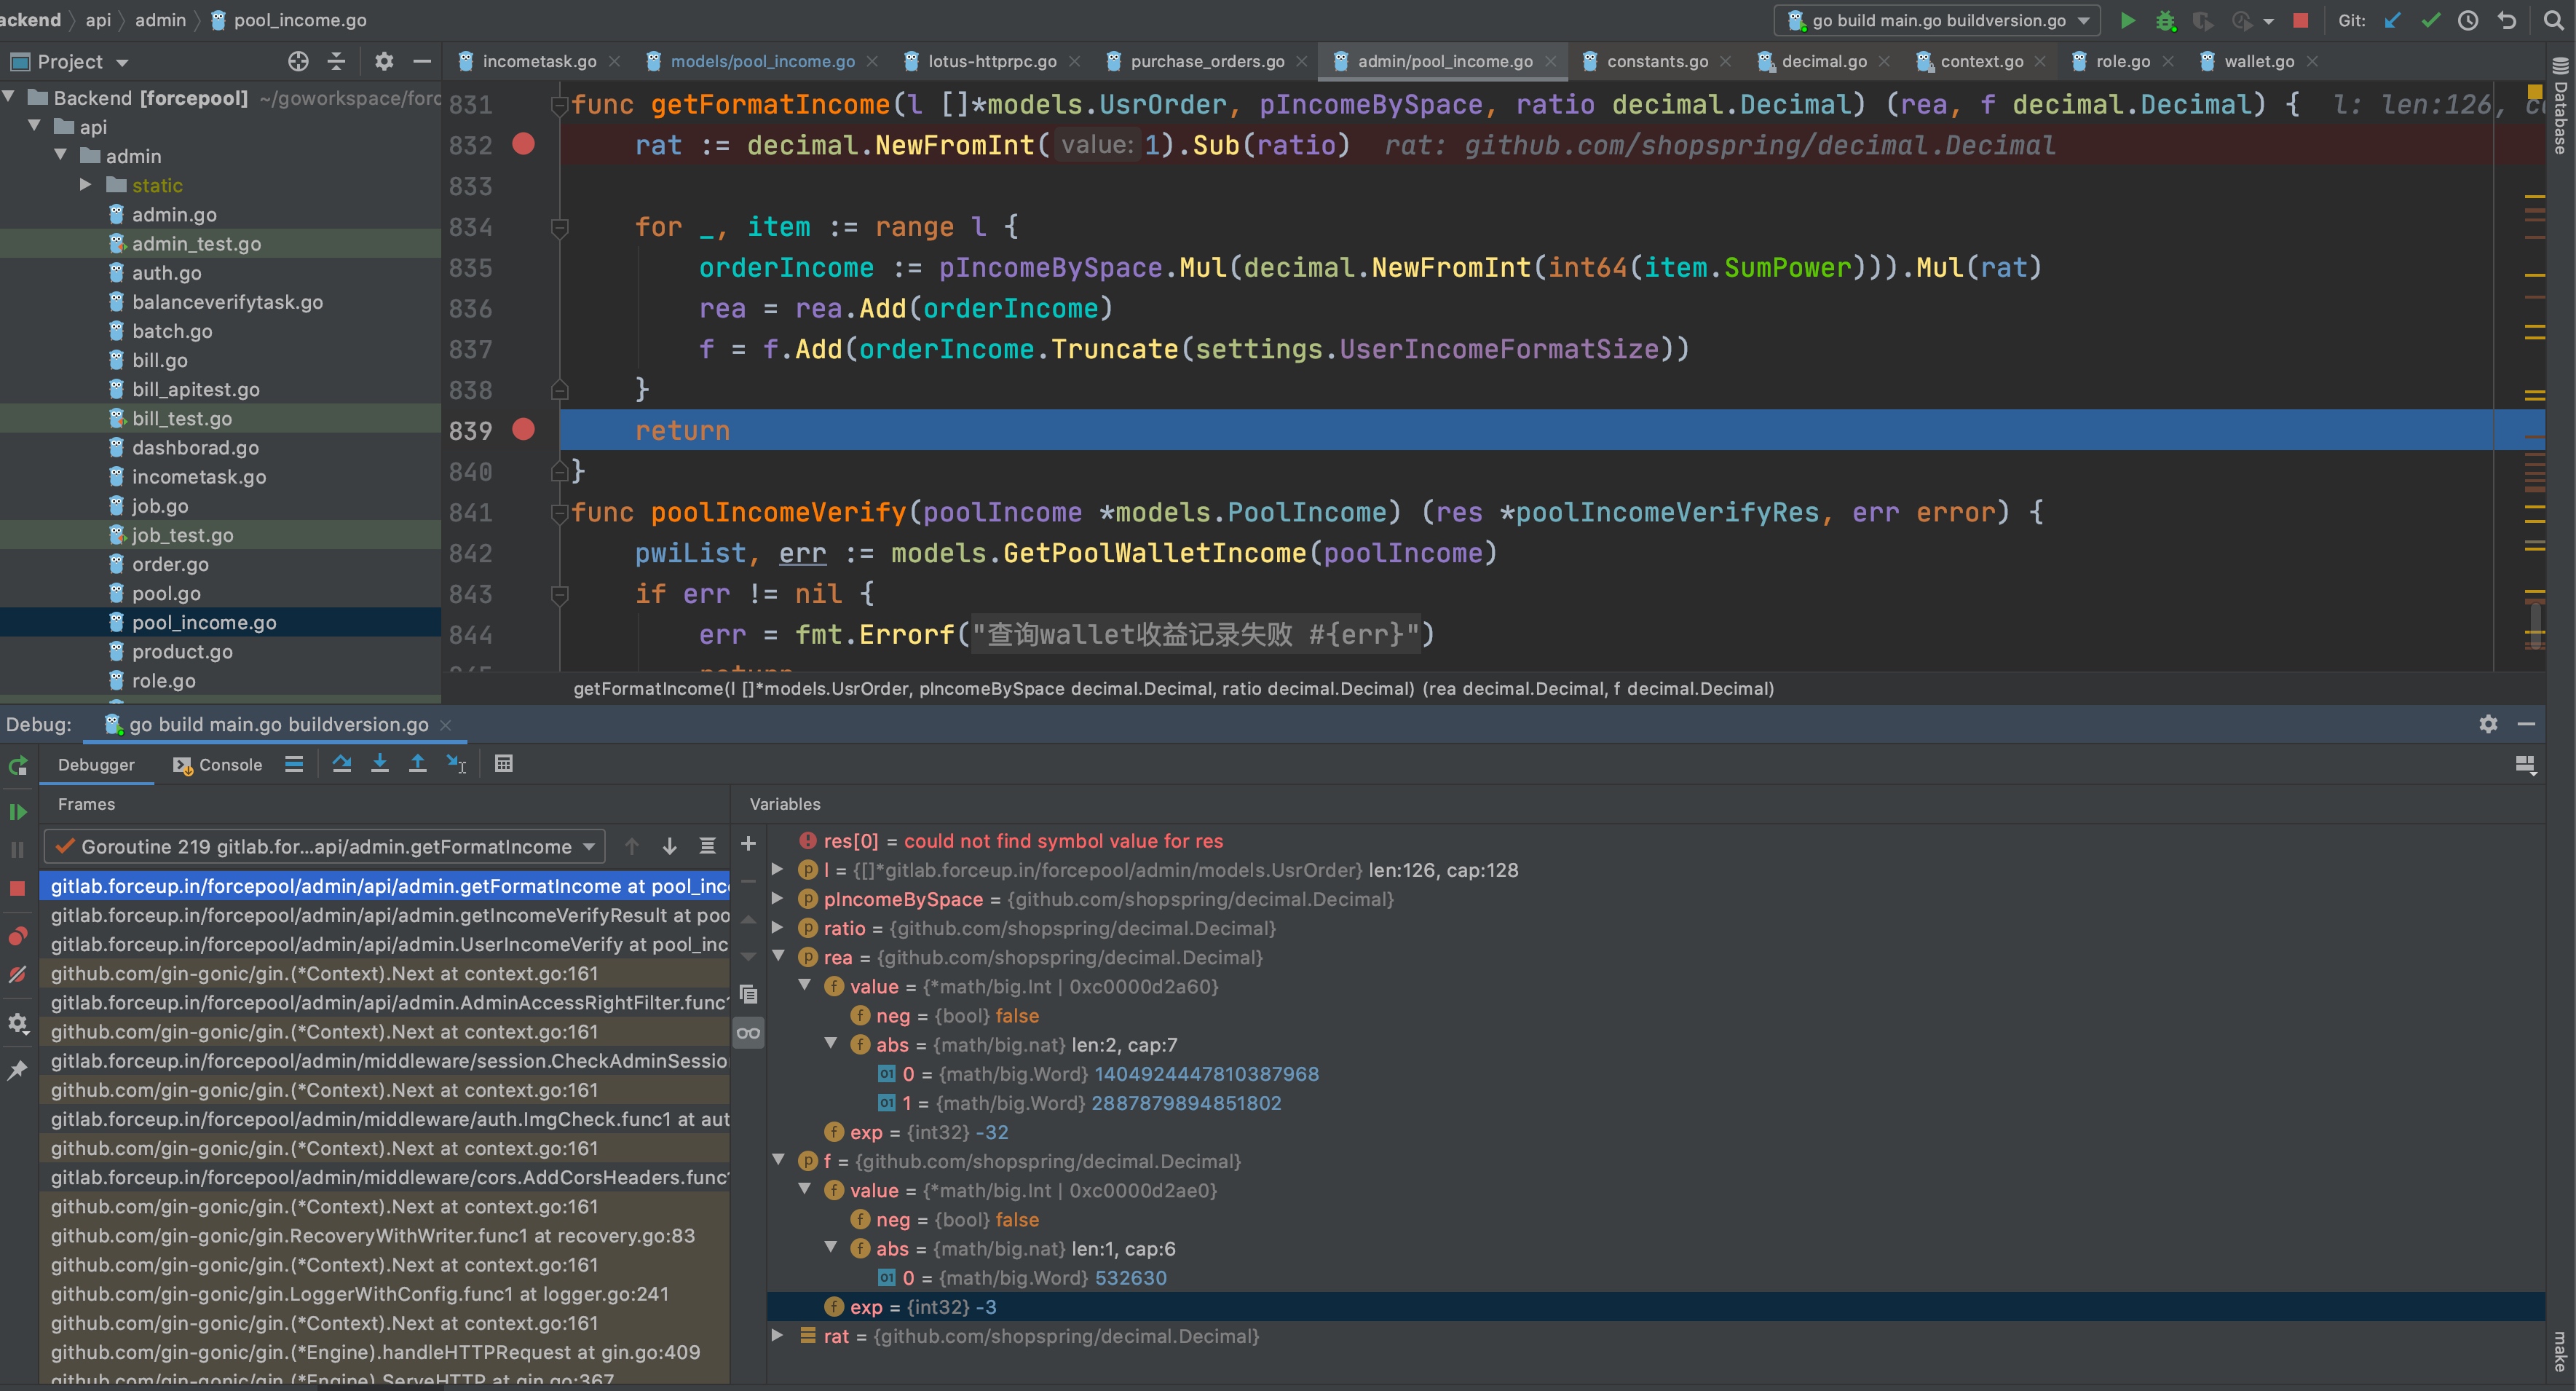 ackend 〉 api 〉 admin 〉 pool_income.go
go build main.go buildversion.go
Git:
Project
incometask.go
models/pool_income.go
lotus-httprpc.go
purchase_orders.go
admin/pool_income.go
constants.go
decimal.go
context.go
role.go
wallet.go
Backend [forcepool] ~/goworkspace/forc
api
admin
static
admin.go
admin_test.go
auth.go
balanceverifytask.go
batch.go
bill.go
bill_apitest.go
bill_test.go
dashborad.go
incometask.go
job.go
job_test.go
order.go
pool.go
pool_income.go
product.go
role.go
831 func getFormatIncome(l []*models.UsrOrder, pIncomeBySpace, ratio decimal.Decimal) (rea, f decimal.Decimal) { l: len:126,
832 rat := decimal.NewFromInt( value: 1).Sub(ratio) rat: github.com/shopspring/decimal.Decimal
833
834 for _, item := range l {
835 orderIncome := pIncomeBySpace.Mul(decimal.NewFromInt(int64(item.SumPower))).Mul(rat)
836 rea = rea.Add(orderIncome)
837 f = f.Add(orderIncome.Truncate(settings.UserIncomeFormatSize))
838 }
839 return
840 }
841 func poolIncomeVerify(poolIncome *models.PoolIncome) (res *poolIncomeVerifyRes, err error) {
842 pwiList, err := models.GetPoolWalletIncome(poolIncome)
843 if err != nil {
844 err = fmt.Errorf("查询wallet收益记录失败 #{err}")
845 return
getFormatIncome(l []*models.UsrOrder, pIncomeBySpace decimal.Decimal, ratio decimal.Decimal) (rea decimal.Decimal, f decimal.Decimal)
Database
make
Debug: go build main.go buildversion.go
Debugger Console
Frames
Goroutine 219 gitlab.for...api/admin.getFormatIncome
gitlab.forceup.in/forcepool/admin/api/admin.getFormatIncome at pool_inc
gitlab.forceup.in/forcepool/admin/api/admin.getIncomeVerifyResult at poo
gitlab.forceup.in/forcepool/admin/api/admin.UserIncomeVerify at pool_inc
github.com/gin-gonic/gin.(*Context).Next at context.go:161
gitlab.forceup.in/forcepool/admin/api/admin.AdminAccessRightFilter.func1
github.com/gin-gonic/gin.(*Context).Next at context.go:161
gitlab.forceup.in/forcepool/admin/middleware/session.CheckAdminSessio
github.com/gin-gonic/gin.(*Context).Next at context.go:161
gitlab.forceup.in/forcepool/admin/middleware/auth.ImgCheck.func1 at aut
github.com/gin-gonic/gin.(*Context).Next at context.go:161
gitlab.forceup.in/forcepool/admin/middleware/cors.AddCorsHeaders.func1
github.com/gin-gonic/gin.(*Context).Next at context.go:161
github.com/gin-gonic/gin.RecoveryWithWriter.func1 at recovery.go:83
github.com/gin-gonic/gin.(*Context).Next at context.go:161
github.com/gin-gonic/gin.LoggerWithConfig.func1 at logger.go:241
github.com/gin-gonic/gin.(*Context).Next at context.go:161
github.com/gin-gonic/gin.(*Engine).handleHTTPRequest at gin.go:409
github.com/gin-gonic/gin.(*Engine).ServeHTTP at gin.go:367
Variables
res[0] = could not find symbol value for res
l = {[]*gitlab.forceup.in/forcepool/admin/models.UsrOrder} len:126, cap:128
pIncomeBySpace = {github.com/shopspring/decimal.Decimal}
ratio = {github.com/shopspring/decimal.Decimal}
rea = {github.com/shopspring/decimal.Decimal}
value = {*math/big.Int | 0xc0000d2a60}
neg = {bool} false
abs = {math/big.nat} len:2, cap:7
0 = {math/big.Word} 1404924447810387968
1 = {math/big.Word} 2887879894851802
exp = {int32} -32
f = {github.com/shopspring/decimal.Decimal}
value = {*math/big.Int | 0xc0000d2ae0}
neg = {bool} false
abs = {math/big.nat} len:1, cap:6
0 = {math/big.Word} 532630
exp = {int32} -3
rat = {github.com/shopspring/decimal.Decimal}